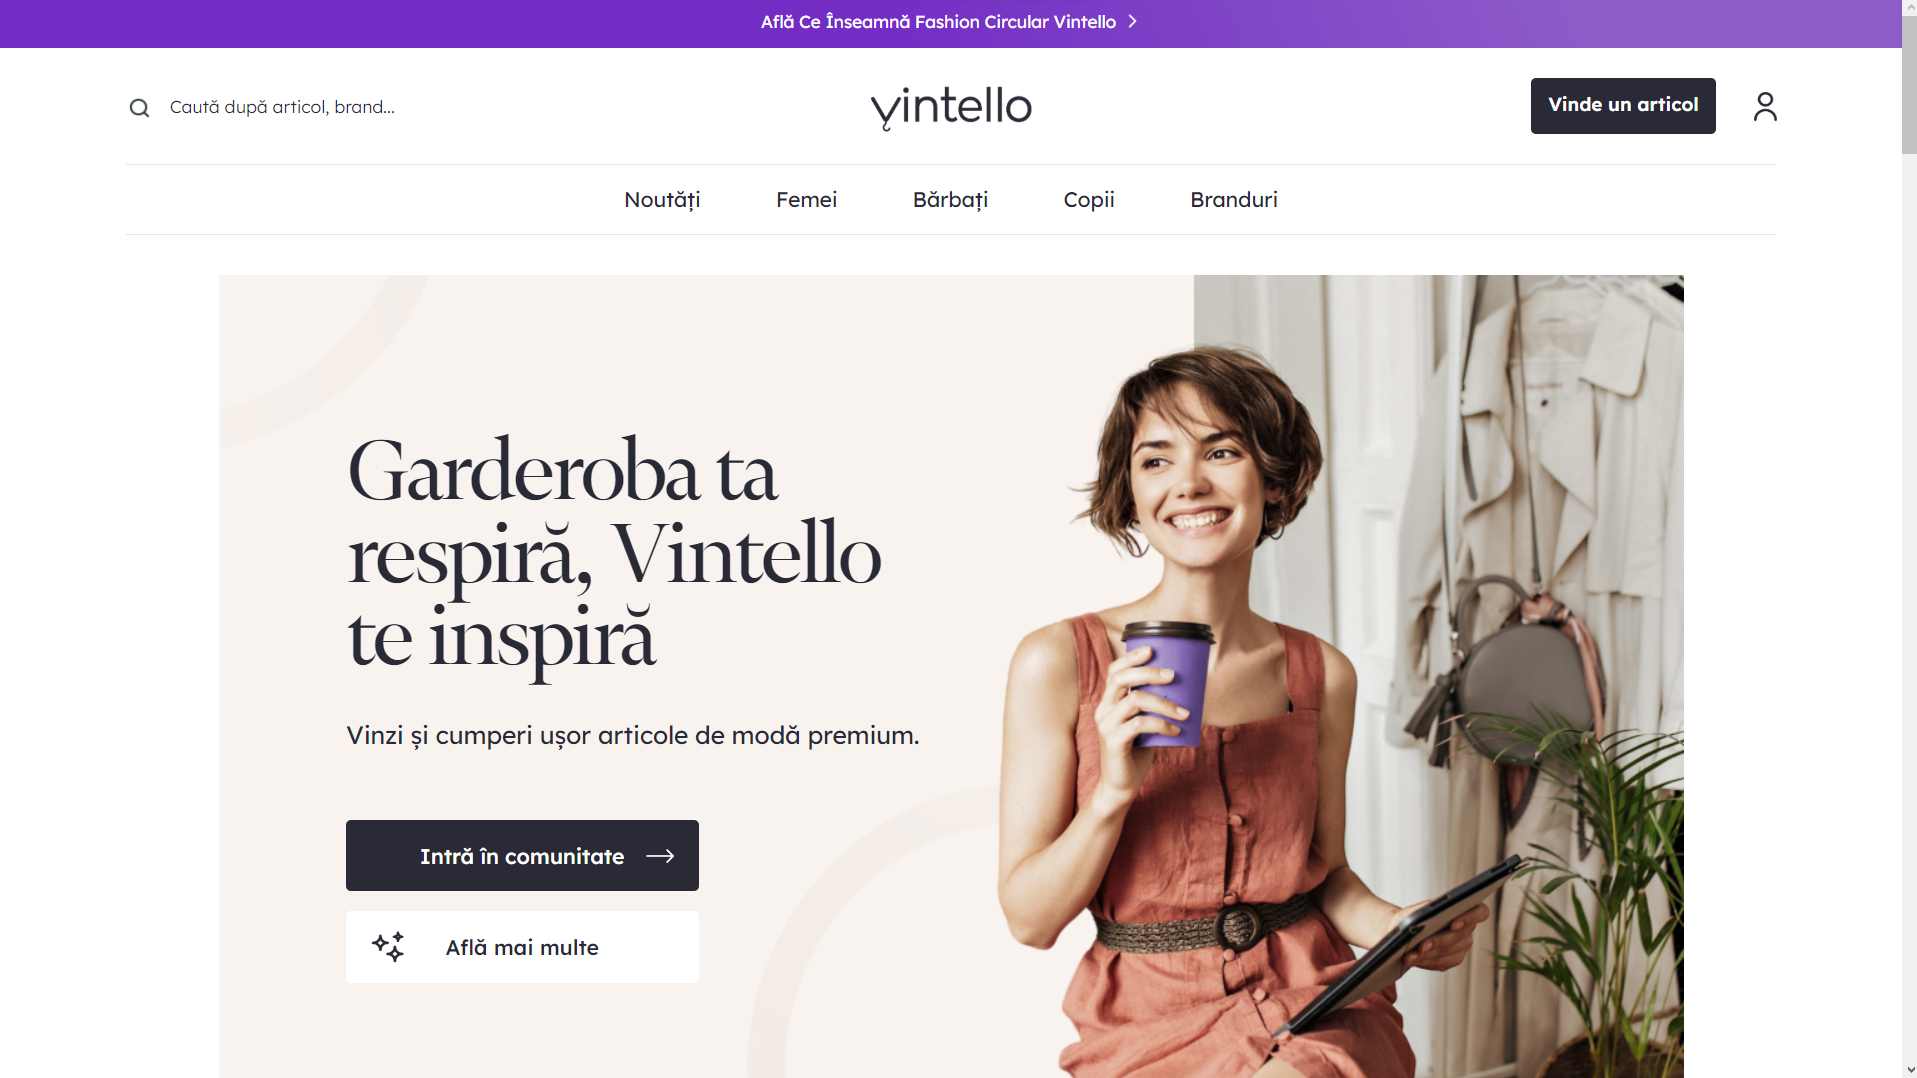 Află Ce Înseamnă Fashion Circular Vintello
Caută după articol, brand...
vintello
Vinde un articol
Noutăți
Femei
Bărbați
Copii
Branduri
Garderoba ta
respiră, Vintello
te inspiră
Vinzi și cumperi ușor articole de modă premium.
Intră în comunitate
Află mai multe